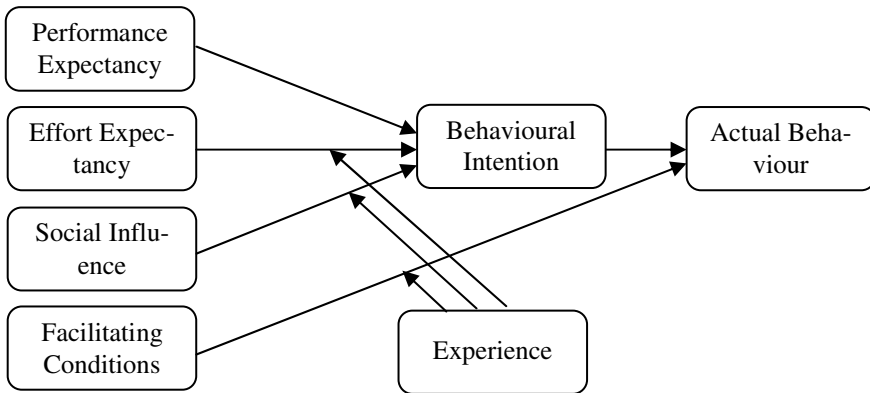 Performance
Expectancy
Effort Expec-
tancy
Social Influ-
ence
Facilitating
Conditions
Behavioural
Intention
Actual Beha-
viour
Experience